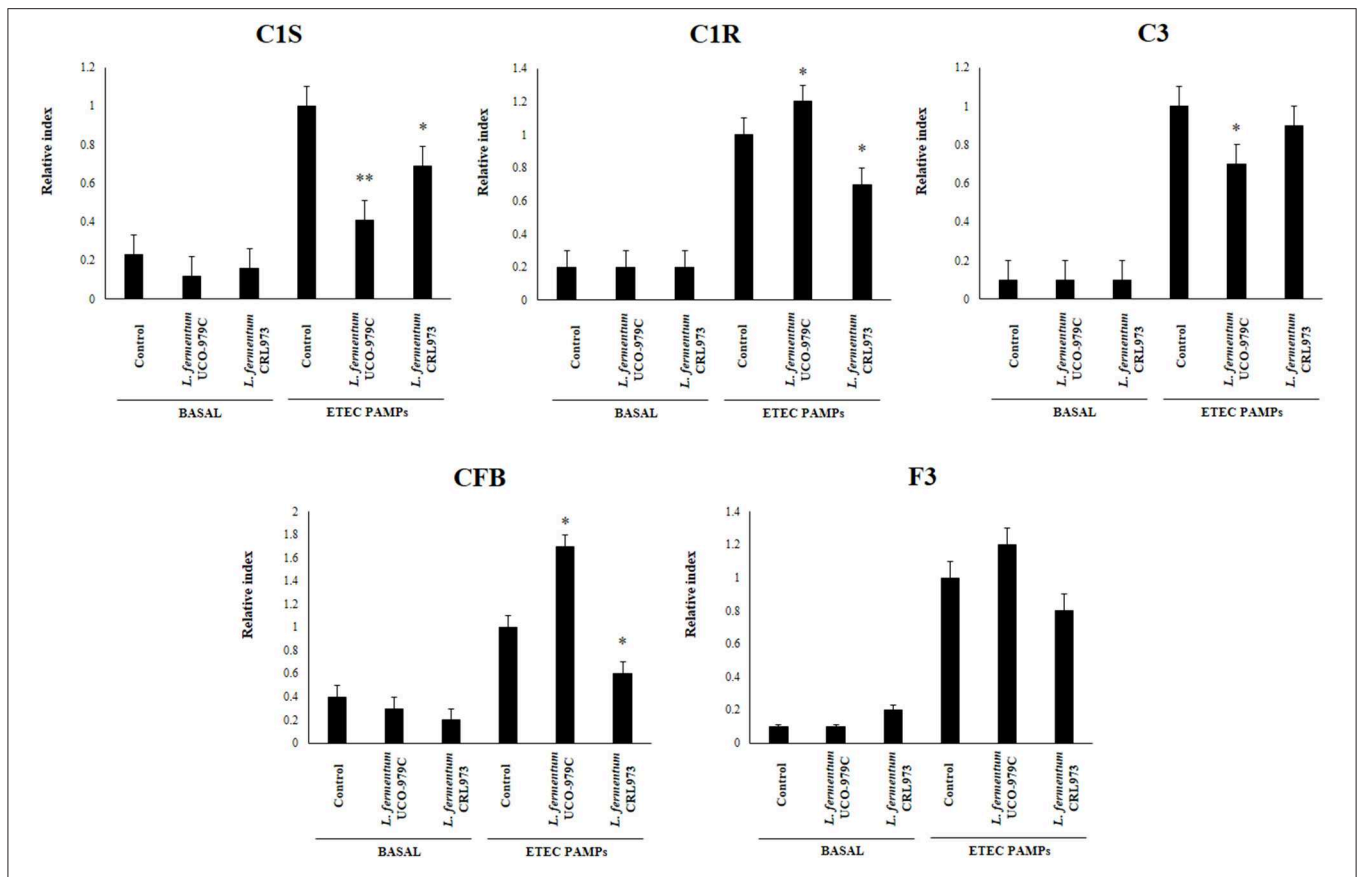 C1S
Relative index
1.2
1
0.8
0.6
0.4
0.2
0
**
*
Control
L. fermentum
UCO-979C
L. fermentum
CRL973
Control
L. fermentum
UCO-979C
L. fermentum
CRL973
BASAL
ETEC PAMPs
C1R
Relative index
1.4
1.2
1
0.8
0.6
0.4
0.2
0
*
*
Control
L. fermentum
UCO-979C
L. fermentum
CRL973
Control
L. fermentum
UCO-979C
L. fermentum
CRL973
BASAL
ETEC PAMPs
C3
Relative index
1.2
1
0.8
0.6
0.4
0.2
0
*
Control
L. fermentum
UCO-979C
L. fermentum
CRL973
Control
L. fermentum
UCO-979C
L. fermentum
CRL973
BASAL
ETEC PAMPs
CFB
Relative index
2
1.8
1.6
1.4
1.2
1
0.8
0.6
0.4
0.2
0
*
*
Control
L. fermentum
UCO-979C
L. fermentum
CRL973
Control
L. fermentum
UCO-979C
L. fermentum
CRL973
BASAL
ETEC PAMPs
F3
Relative index
1.4
1.2
1
0.8
0.6
0.4
0.2
0
Control
L. fermentum
UCO-979C
L. fermentum
CRL973
Control
L. fermentum
UCO-979C
L. fermentum
CRL973
BASAL
ETEC PAMPs